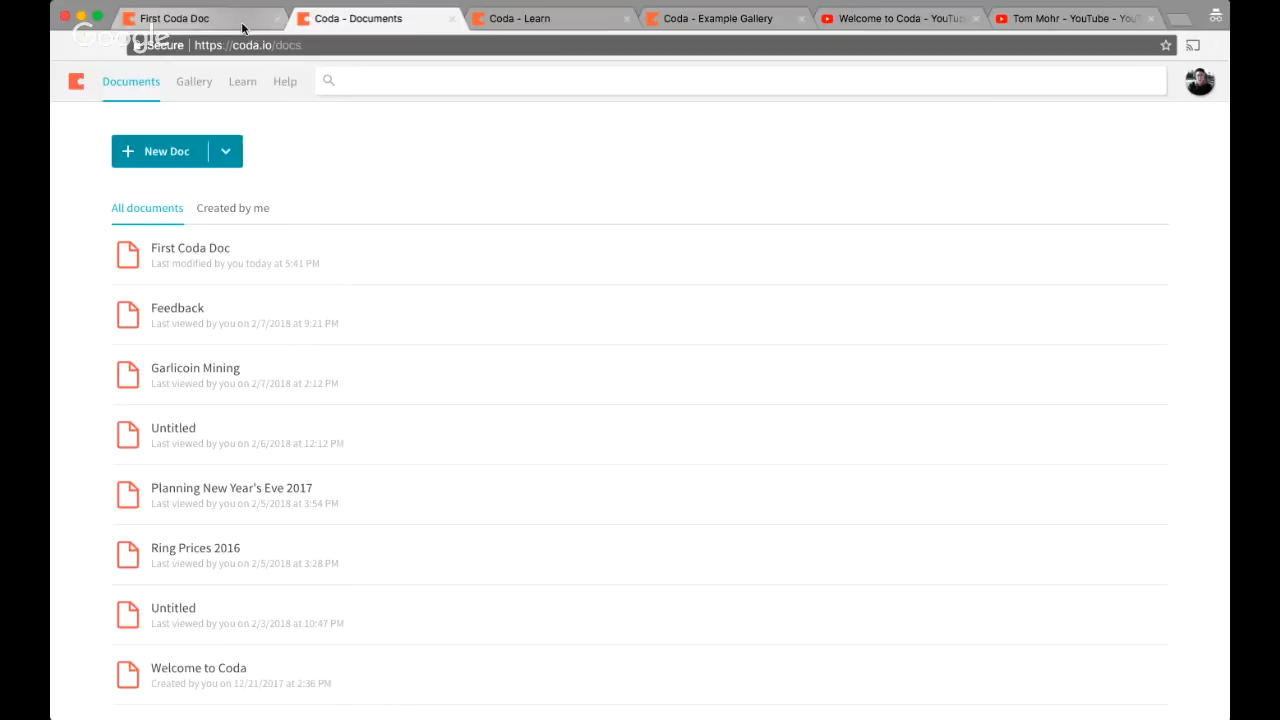 First Coda Doc
Coda - Documents
Coda - Learn
Coda - Example Gallery
Welcome to Coda - YouTub
Tom Mohr - YouTube - YouT
Google
Secure | https://coda.io/docs
Documents
Gallery
Learn
Help
New Doc
All documents
Created by me
First Coda Doc
Last modified by you today at 5:41 PM
Feedback
Last viewed by you on 2/7/2018 at 9:21 PM
Garlicoin Mining
Last viewed by you on 2/7/2018 at 2:12 PM
Untitled
Last viewed by you on 2/6/2018 at 12:12 PM
Planning New Year's Eve 2017
Last viewed by you on 2/5/2018 at 3:54 PM
Ring Prices 2016
Last viewed by you on 2/5/2018 at 3:28 PM
Untitled
Last viewed by you on 2/3/2018 at 10:47 PM
Welcome to Coda
Created by you on 12/21/2017 at 2:36 PM